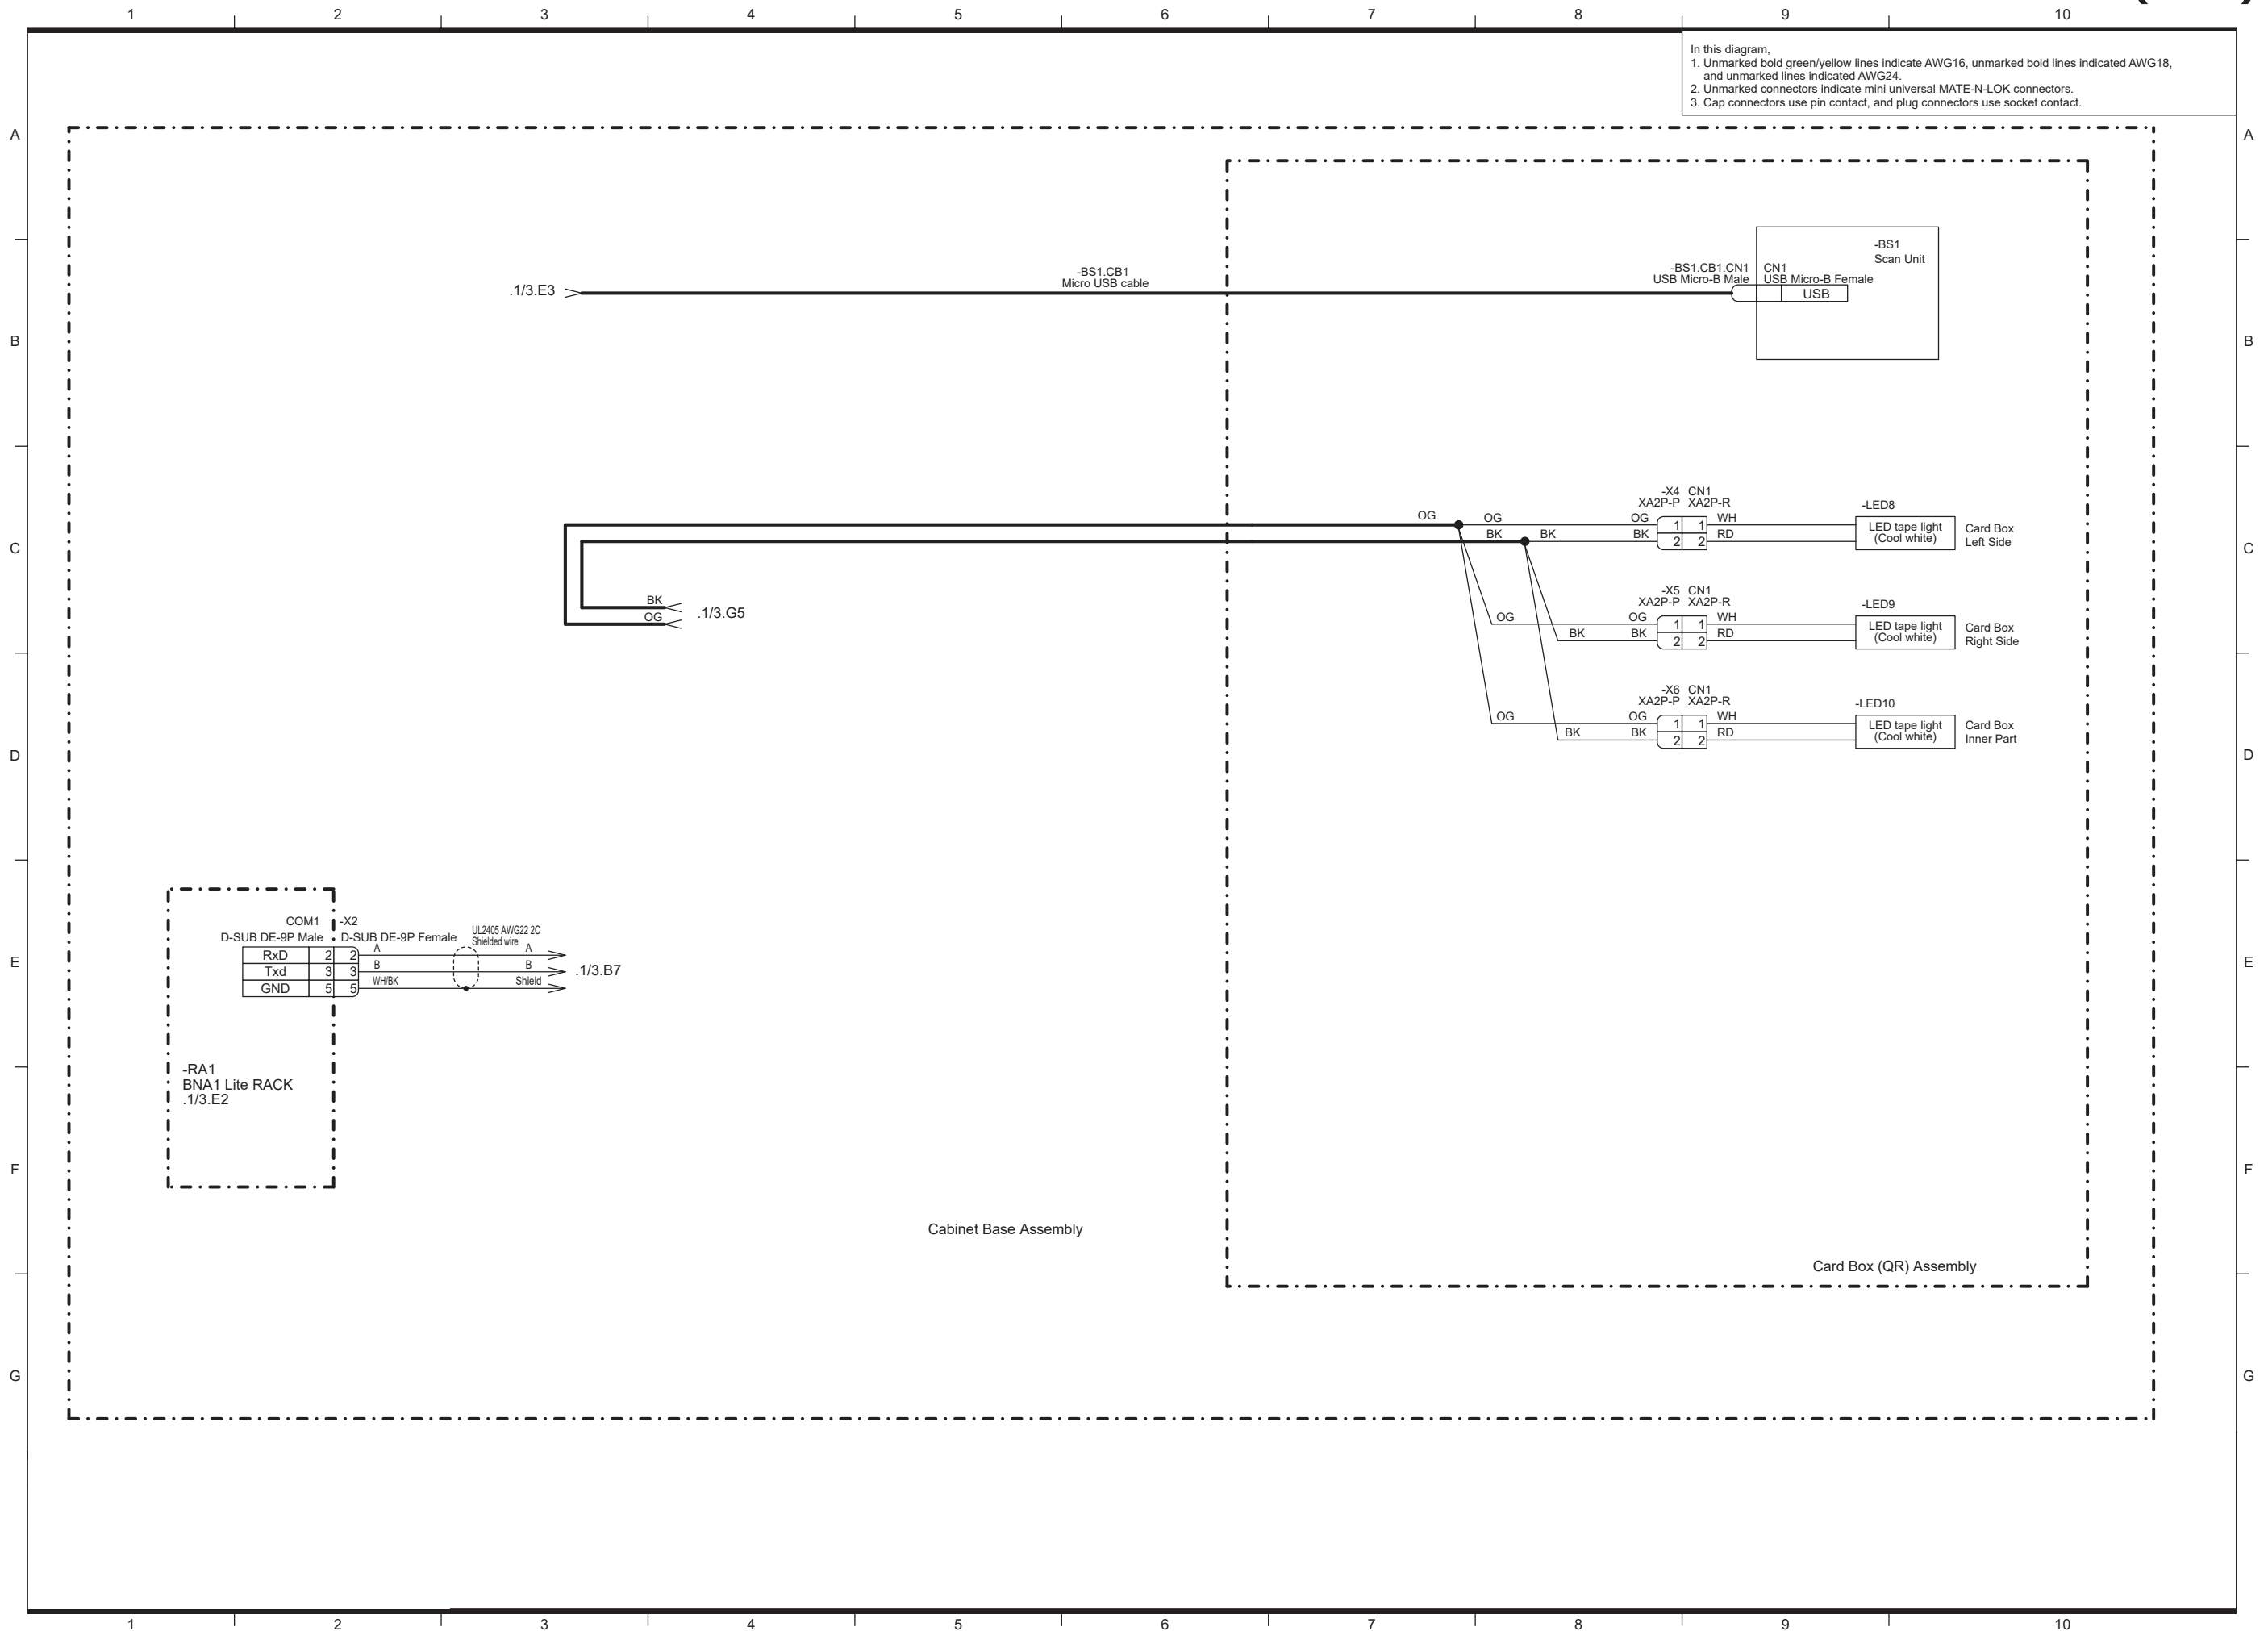 1 2 3 4 5 6 7 8 9 10
In this diagram,
1. Unmarked bold green/yellow lines indicate AWG16, unmarked bold lines indicated AWG18,
and unmarked lines indicated AWG24.
2. Unmarked connectors indicate mini universal MATE-N-LOK connectors.
3. Cap connectors use pin contact, and plug connectors use socket contact.
A A
-BS1
Scan Unit
-BS1.CB1
Micro USB cable
-BS1.CB1.CN1 CN1
USB Micro-B Male USB Micro-B Female
.1/3.E3
USB
B B
-X4 CN1
XA2P-P XA2P-R
-LED8
OG OG OG 1 1 WH
BK BK BK 2 2 RD
LED tape light
(Cool white)
Card Box
Left Side
C C
-X5 CN1
XA2P-P XA2P-R
-LED9
BK
OG
.1/3.G5
OG OG 1 1 WH
BK BK 2 2 RD
LED tape light
(Cool white)
Card Box
Right Side
-X6 CN1
XA2P-P XA2P-R
-LED10
OG OG 1 1 WH
BK BK 2 2 RD
LED tape light
(Cool white)
Card Box
Inner Part
D D
COM1 -X2
D-SUB DE-9P Male D-SUB DE-9P Female
UL2405 AWG22 2C
Shielded wire
RxD 2 2 A A
Txd 3 3 B B
GND 5 5 WH/BK Shield
.1/3.B7
E E
-RA1
BNA1 Lite RACK
.1/3.E2
F F
Cabinet Base Assembly
Card Box (QR) Assembly
G G
1 2 3 4 5 6 7 8 9 10